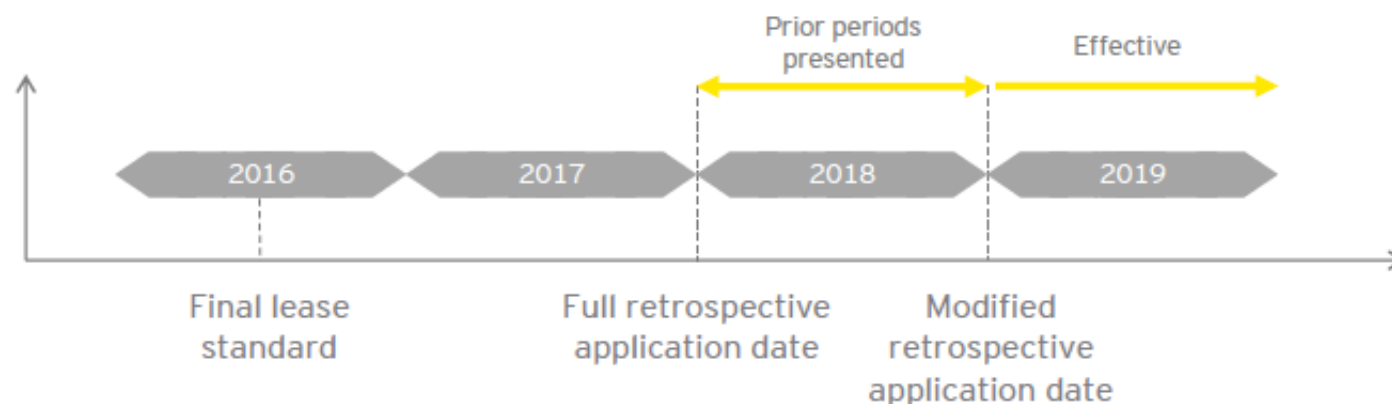 Prior periods
presented
Effective
2016
2017
2018
2019
Final lease
standard
Full retrospective
application date
Modified
retrospective
application date